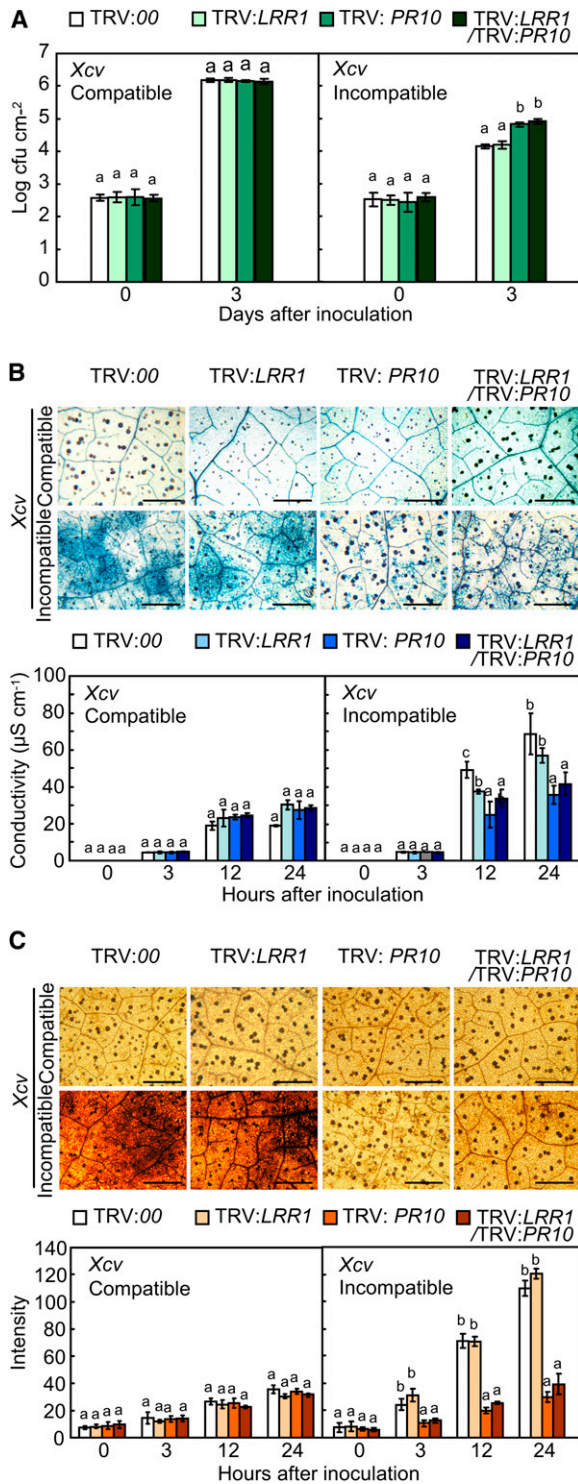 A
TRV:00 TRV:LRR1 TRV: PR10 TRV:LRR1
/TRV:PR10
Xcv
Compatible
Xcv
Incompatible
a a a a
a a a a
a a a a
a a b b
Log cfu cm-2
7
6
5
4
3
2
1
0
0 3 0 3
Days after inoculation
B
TRV:00 TRV:LRR1 TRV: PR10 TRV:LRR1
/TRV:PR10
Xcv
Compatible
Incompatible
TRV:00 TRV:LRR1 TRV: PR10 TRV:LRR1
/TRV:PR10
Xcv
Compatible
Xcv
Incompatible
Conductivity (µS cm-1)
100
80
60
40
20
0
a a a a
a a a a
a a a a
a a a a
a a a a
a a a a
c b a a
b b a a
0 3 12 24 0 3 12 24
Hours after inoculation
C
TRV:00 TRV:LRR1 TRV: PR10 TRV:LRR1
/TRV:PR10
Xcv
Compatible
Incompatible
TRV:00 TRV:LRR1 TRV: PR10 TRV:LRR1
/TRV:PR10
Xcv
Compatible
Xcv
Incompatible
Intensity
140
120
100
80
60
40
20
0
a a a a
a a a a
a a a a
a a a a
a a a a
b b a a
b b a a
b b a a
0 3 12 24 0 3 12 24
Hours after inoculation